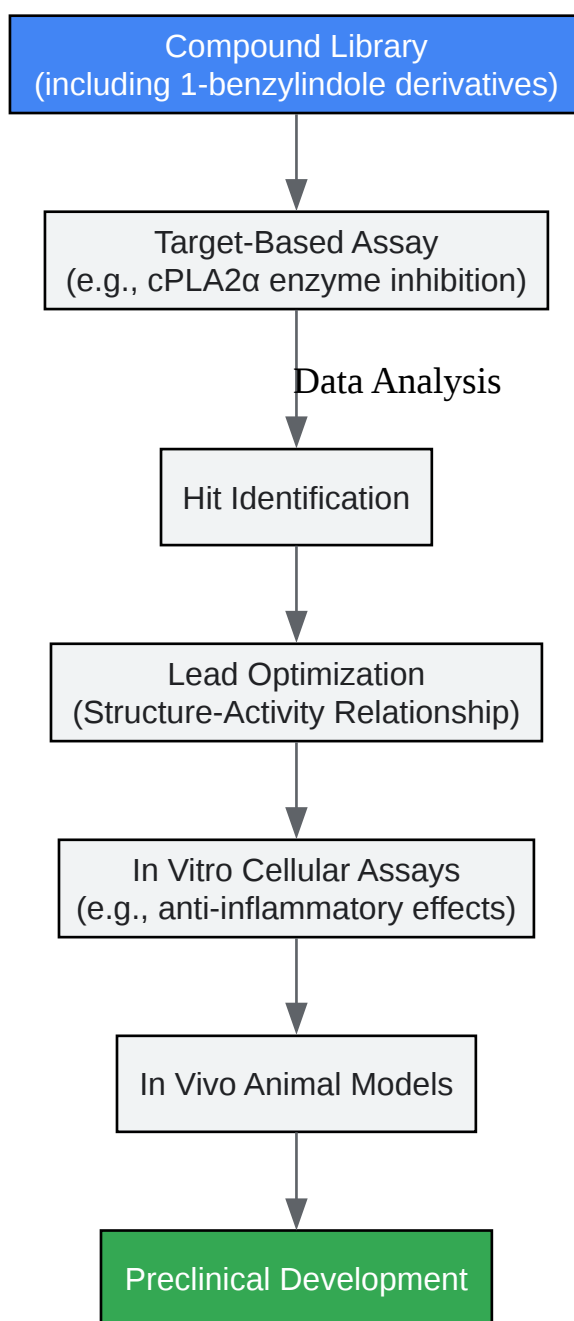 Compound Library
(including 1-benzylindole derivatives)
Target-Based Assay
(e.g., cPLA2α enzyme inhibition)
Data Analysis
Hit Identification
Lead Optimization
(Structure-Activity Relationship)
In Vitro Cellular Assays
(e.g., anti-inflammatory effects)
In Vivo Animal Models
Preclinical Development